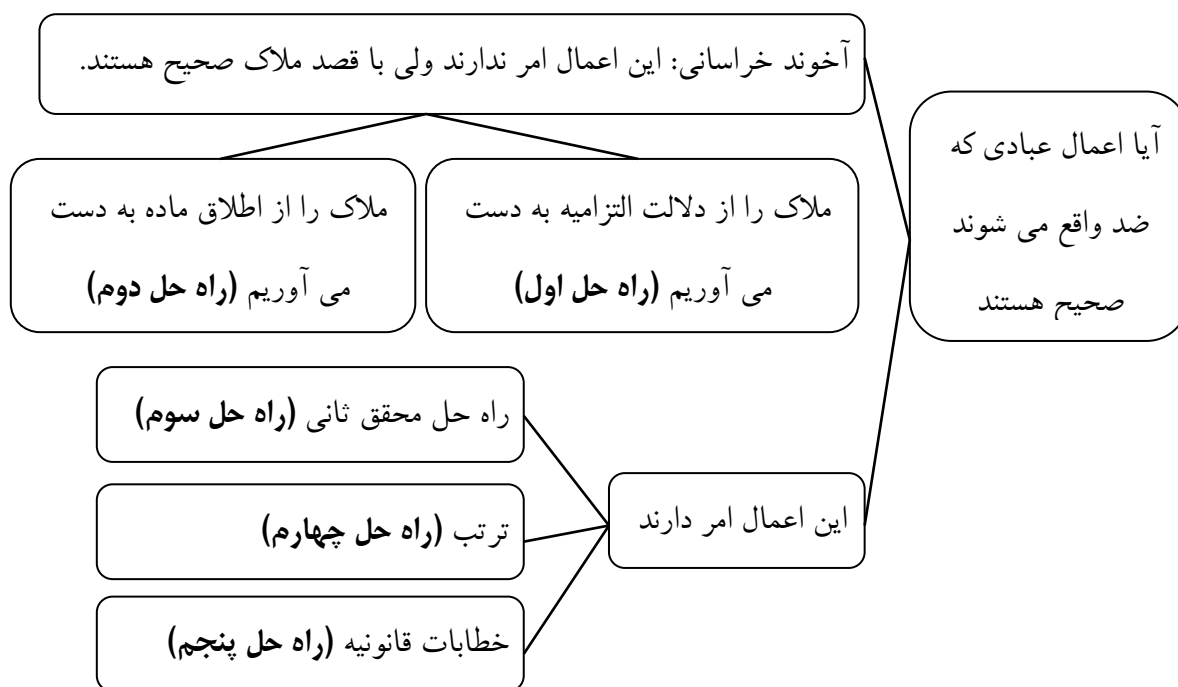 آیا اعمال عبادی که
ضد واقع می شوند
صحیح هستند
آخوند خراسانی: این اعمال امر ندارند ولی با قصد ملاک صحیح هستند.
ملاک را از دلالت التزامیه به دست
می آوریم (راه حل اول)
ملاک را از اطلاق ماده به دست
می آوریم (راه حل دوم)
این اعمال امر دارند
راه حل محقق ثانی (راه حل سوم)
ترتب (راه حل چهارم)
خطابات قانونیه (راه حل پنجم)